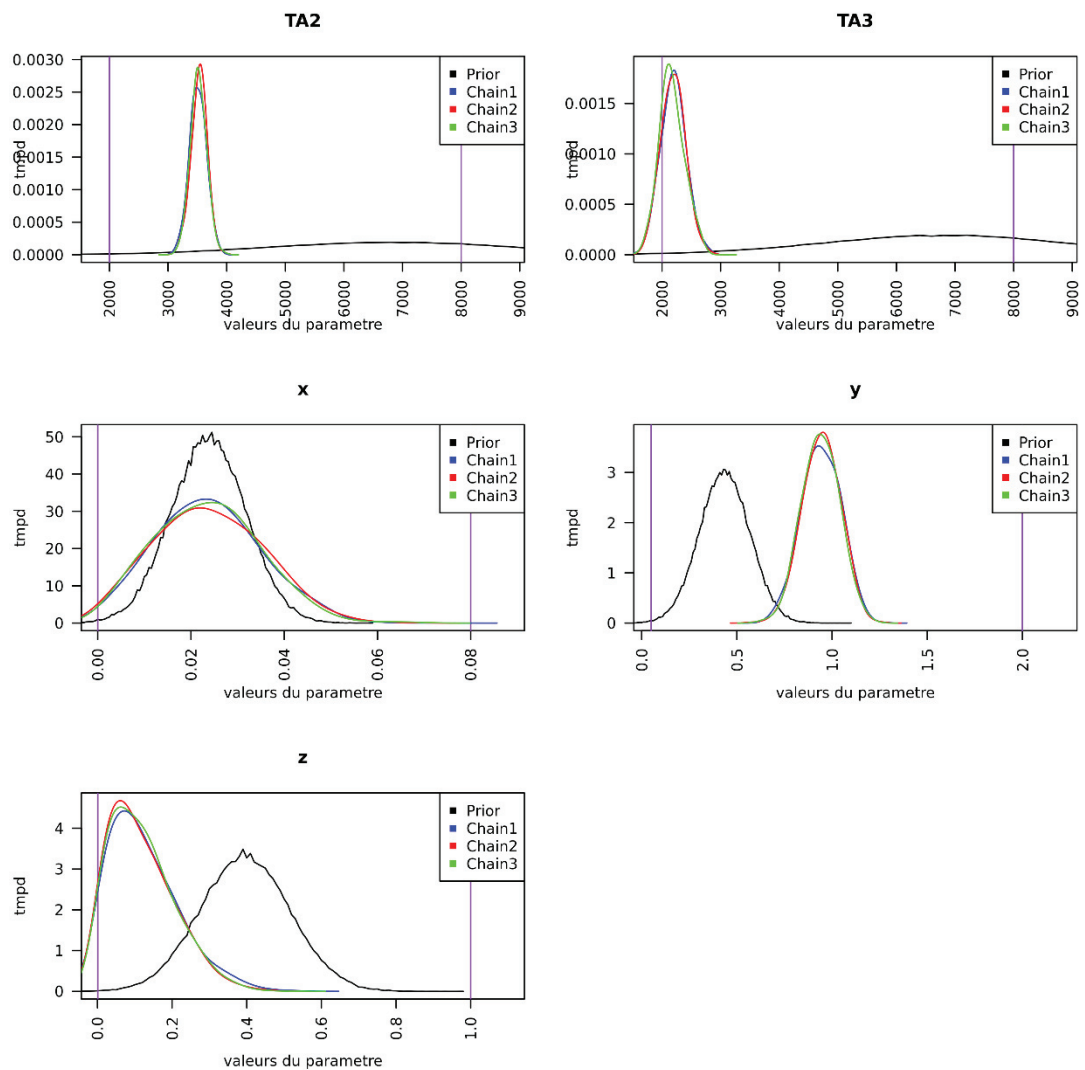 TA2
0.0030
0.0025
0.0020
0.0015
0.0010
0.0005
0.0000
tmpd
Prior
Chain1
Chain2
Chain3
2000
3000
4000
5000
6000
7000
8000
9000
valeurs du parametre
TA3
0.0015
0.0010
0.0005
0.0000
tmpd
Prior
Chain1
Chain2
Chain3
2000
3000
4000
5000
6000
7000
8000
9000
valeurs du parametre
x
50
40
30
20
10
0
tmpd
Prior
Chain1
Chain2
Chain3
0.00
0.02
0.04
0.06
0.08
valeurs du parametre
y
3
2
1
0
tmpd
Prior
Chain1
Chain2
Chain3
0.0
0.5
1.0
1.5
2.0
valeurs du parametre
z
4
3
2
1
0
tmpd
Prior
Chain1
Chain2
Chain3
0.0
0.2
0.4
0.6
0.8
1.0
valeurs du parametre